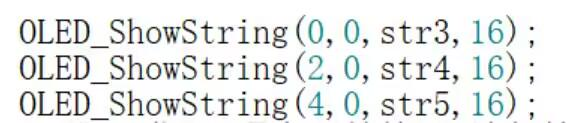 OLED_ShowString(0,0,str3,16);
OLED_ShowString(2,0,str4,16);
OLED_ShowString(4,0,str5,16);